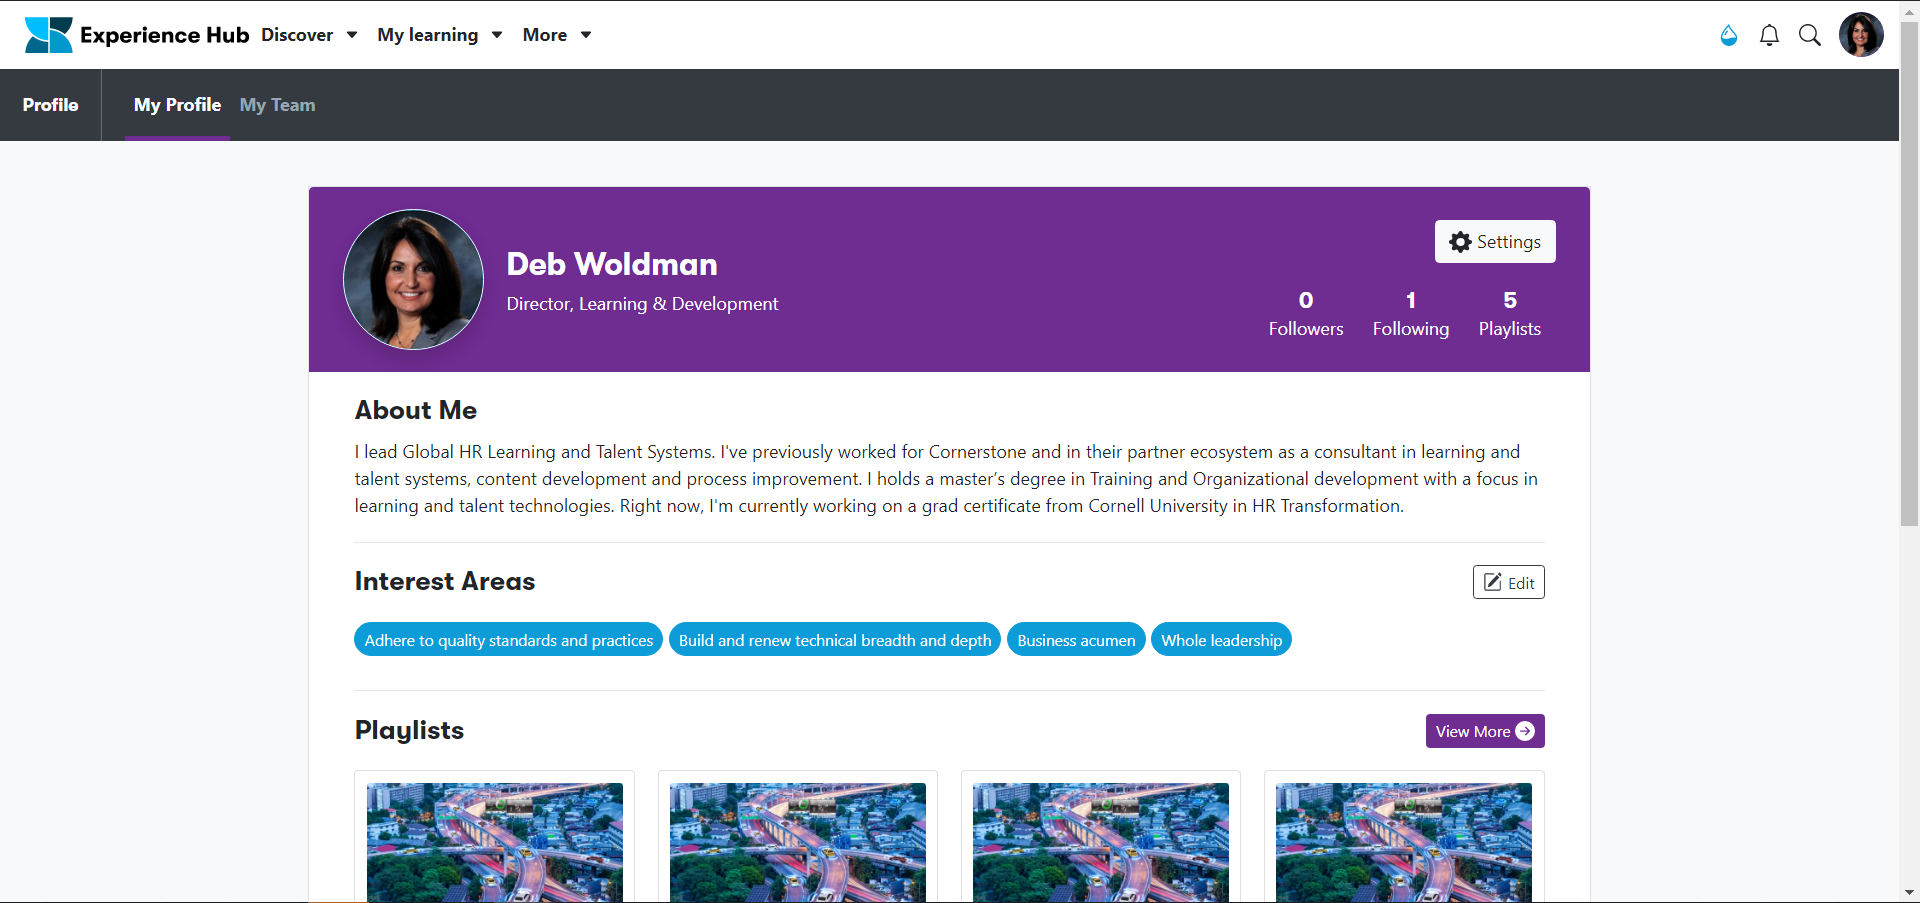 Experience Hub Discover My learning More
Profile My Profile My Team
Deb Woldman
Director, Learning & Development
Settings
0 1 5
Followers Following Playlists
About Me
I lead Global HR Learning and Talent Systems. I've previously worked for Cornerstone and in their partner ecosystem as a consultant in learning and
talent systems, content development and process improvement. I holds a master’s degree in Training and Organizational development with a focus in
learning and talent technologies. Right now, I'm currently working on a grad certificate from Cornell University in HR Transformation.
Interest Areas
Edit
Adhere to quality standards and practices Build and renew technical breadth and depth Business acumen Whole leadership
Playlists
View More